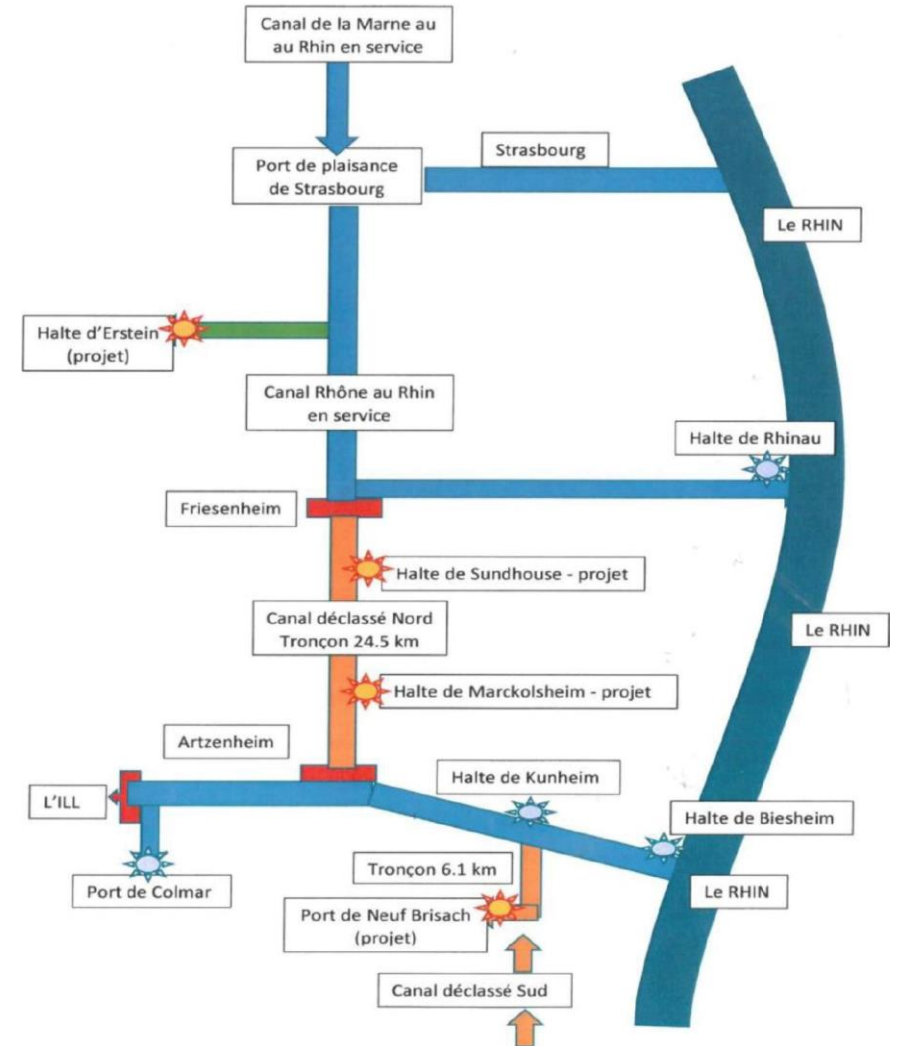 Canal de la Marne au
au Rhin en service
Strasbourg
Port de plaisance
de Strasbourg
Le RHIN
Halte d'Erstein
(projet)
Canal Rhône au Rhin
en service
Halte de Rhinau
Friesenheim
Halte de Sundhouse - projet
Canal déclassé Nord
Tronçon 24.5 km
Le RHIN
Halte de Marckolsheim - projet
Artzenheim
Halte de Kunheim
L'ILL
Halte de Biesheim
Tronçon 6.1 km
Port de Colmar
Le RHIN
Port de Neuf Brisach
(projet)
Canal déclassé Sud